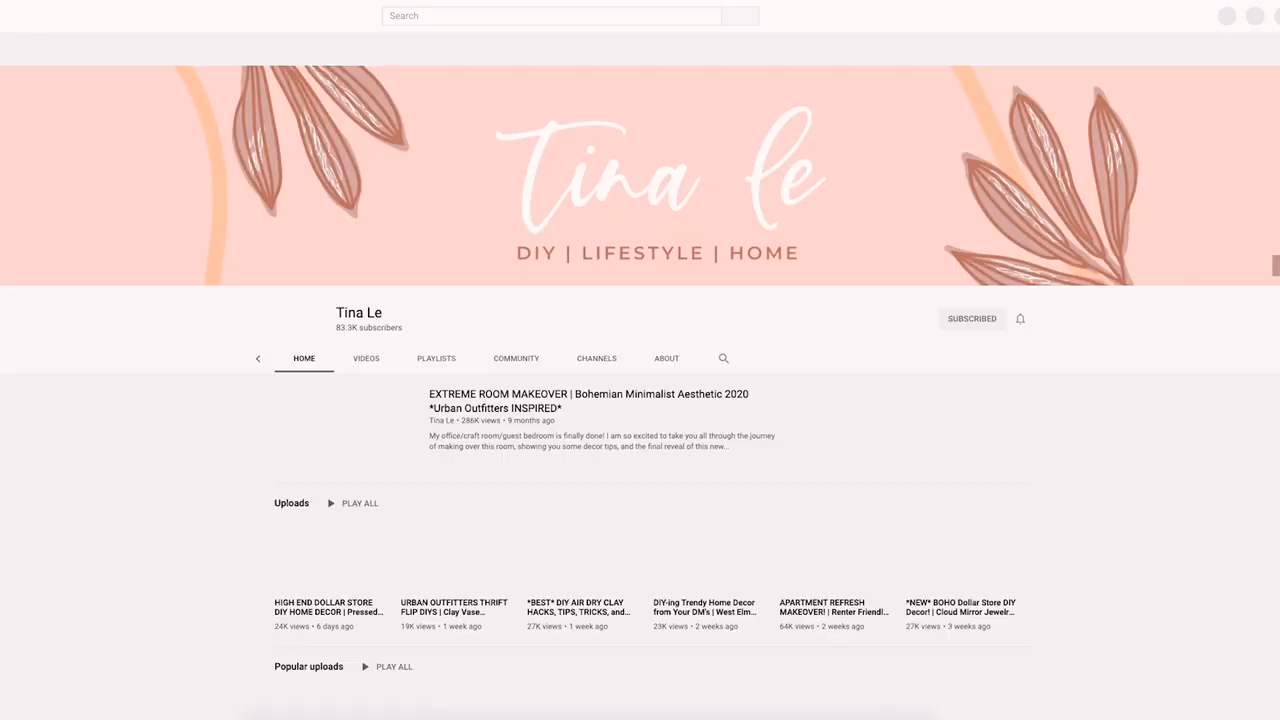 Search
Tina Le
DIY | LIFESTYLE | HOME
Tina Le
83.3K subscribers
SUBSCRIBED
HOME VIDEOS PLAYLISTS COMMUNITY CHANNELS ABOUT
EXTREME ROOM MAKEOVER | Bohemian Minimalist Aesthetic 2020
*Urban Outfitters INSPIRED*
Tina Le • 286K views • 9 months ago
My office/craft room/guest bedroom is finally done! I am so excited to take you all through the journey
of making over this room, showing you some decor tips, and the final reveal of this new...
Uploads PLAY ALL
HIGH END DOLLAR STORE
DIY HOME DECOR | Pressed...
24K views • 6 days ago
URBAN OUTFITTERS THRIFT
FLIP DIYS | Clay Vase...
19K views • 1 week ago
*BEST* DIY AIR DRY CLAY
HACKS, TIPS, TRICKS, and...
27K views • 1 week ago
DIY-ing Trendy Home Decor
from Your DM's | West Elm...
23K views • 2 weeks ago
APARTMENT REFRESH
MAKEOVER! | Renter Friendl...
64K views • 2 weeks ago
*NEW* BOHO Dollar Store DIY
Decor! | Cloud Mirror Jewelr...
27K views • 3 weeks ago
Popular uploads PLAY ALL